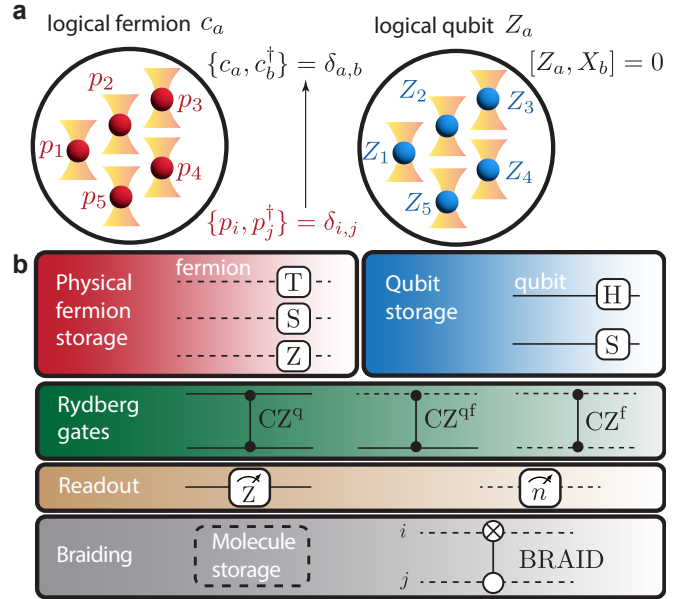 a
logical fermion c_a
logical qubit Z_a
{c_a, c_b^†} = δ_{a,b}
[Z_a, X_b] = 0
p_1
p_2
p_3
p_4
p_5
{p_i, p_j^†} = δ_{i,j}
Z_1
Z_2
Z_3
Z_4
Z_5
b
Physical
fermion
storage
fermion
T
S
Z
Qubit
storage
qubit
H
S
Rydberg
gates
CZ^q
CZ^{qf}
CZ^f
Readout
Z
n
Braiding
Molecule
storage
i
j
BRAID